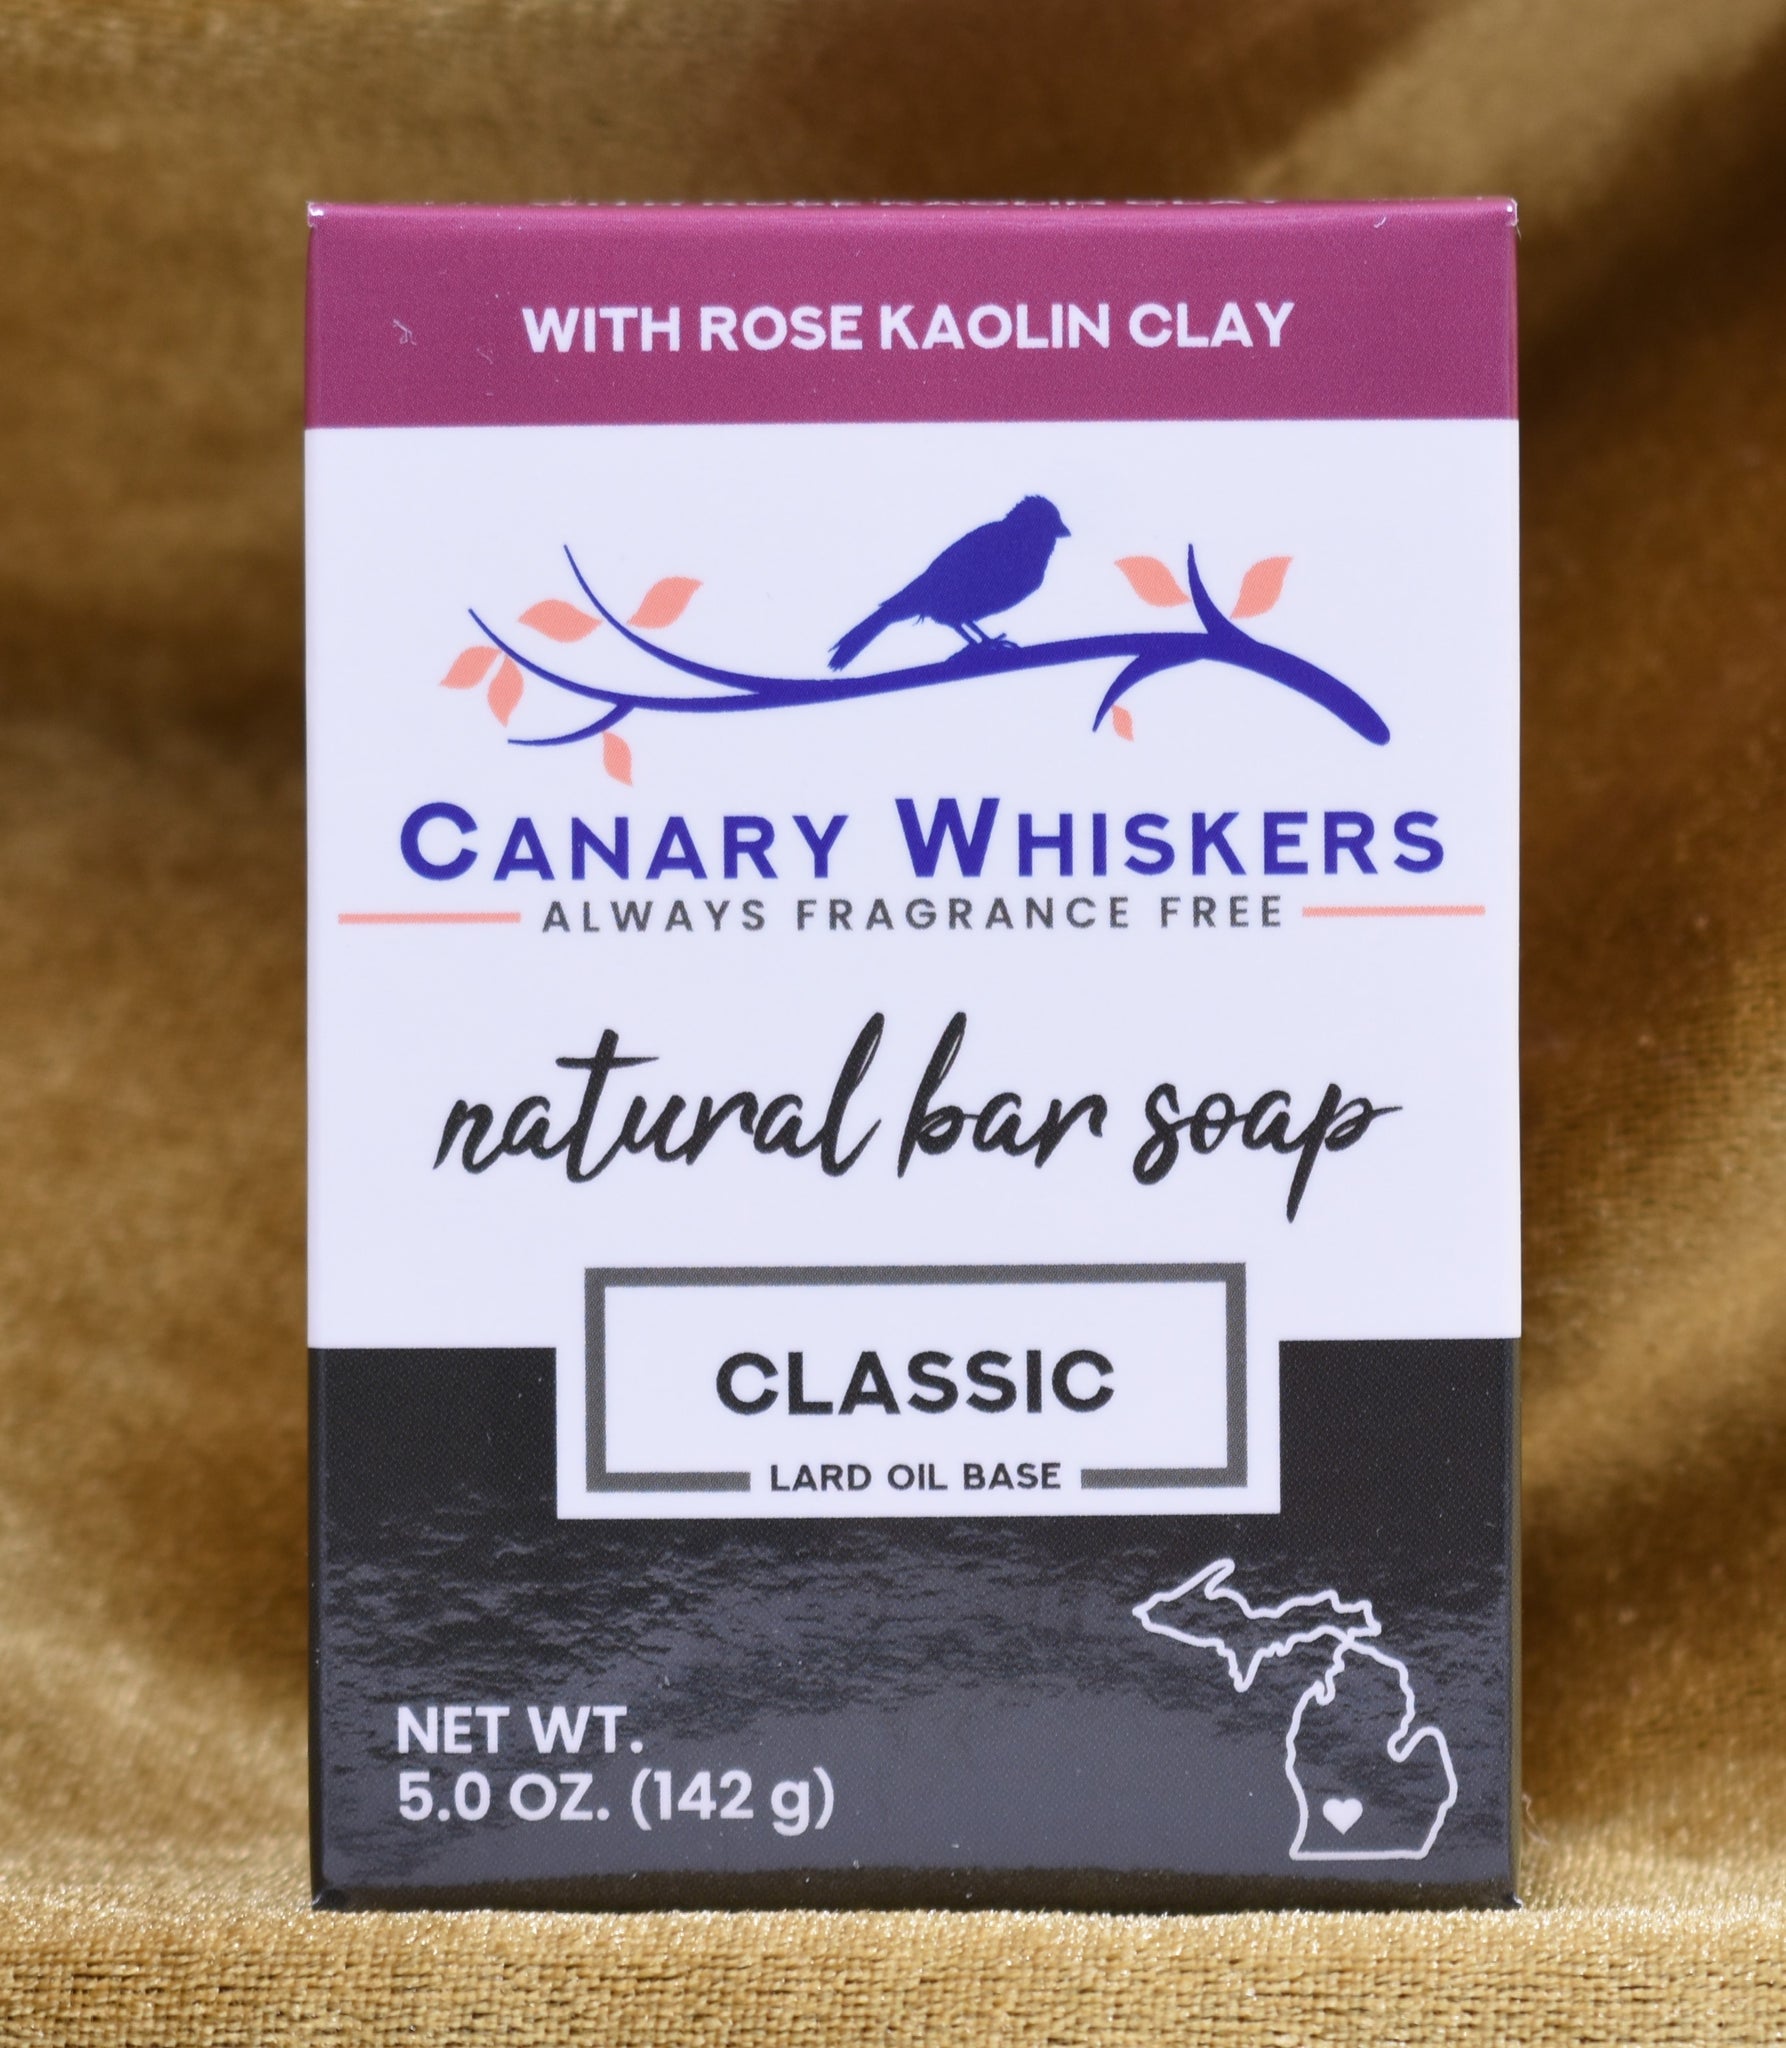 WITH ROSE KAOLIN CLAY
CANARY WHISKERS
ALWAYS FRAGRANCE FREE
natural bar soap
CLASSIC
LARD OIL BASE
NET WT.
5.0 OZ. (142 g)